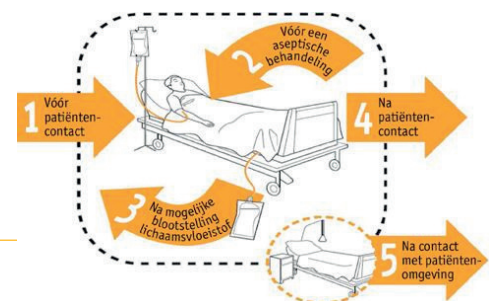 1
Vóór
patiënten-
contact
2
Vóór een
aseptische
behandeling
3
Na mogelijke
blootstelling
lichaamsvloeistof
4
Na
patiënten-
contact
5
Na contact
met patiënten-
omgeving